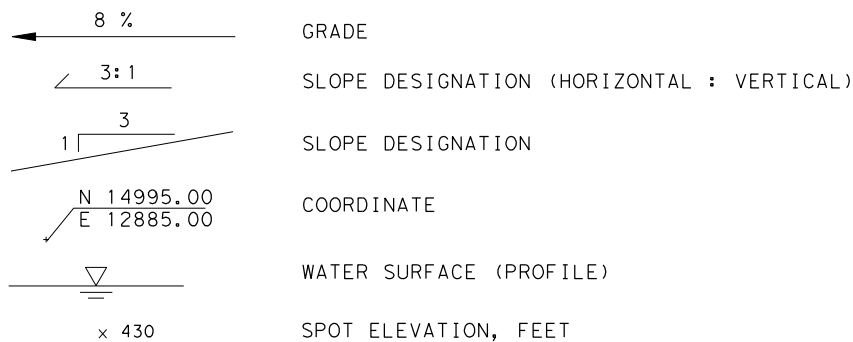 8 % GRADE
3:1 SLOPE DESIGNATION (HORIZONTAL : VERTICAL)
3
1 SLOPE DESIGNATION
N 14995.00
E 12885.00 COORDINATE
WATER SURFACE (PROFILE)
x 430 SPOT ELEVATION, FEET